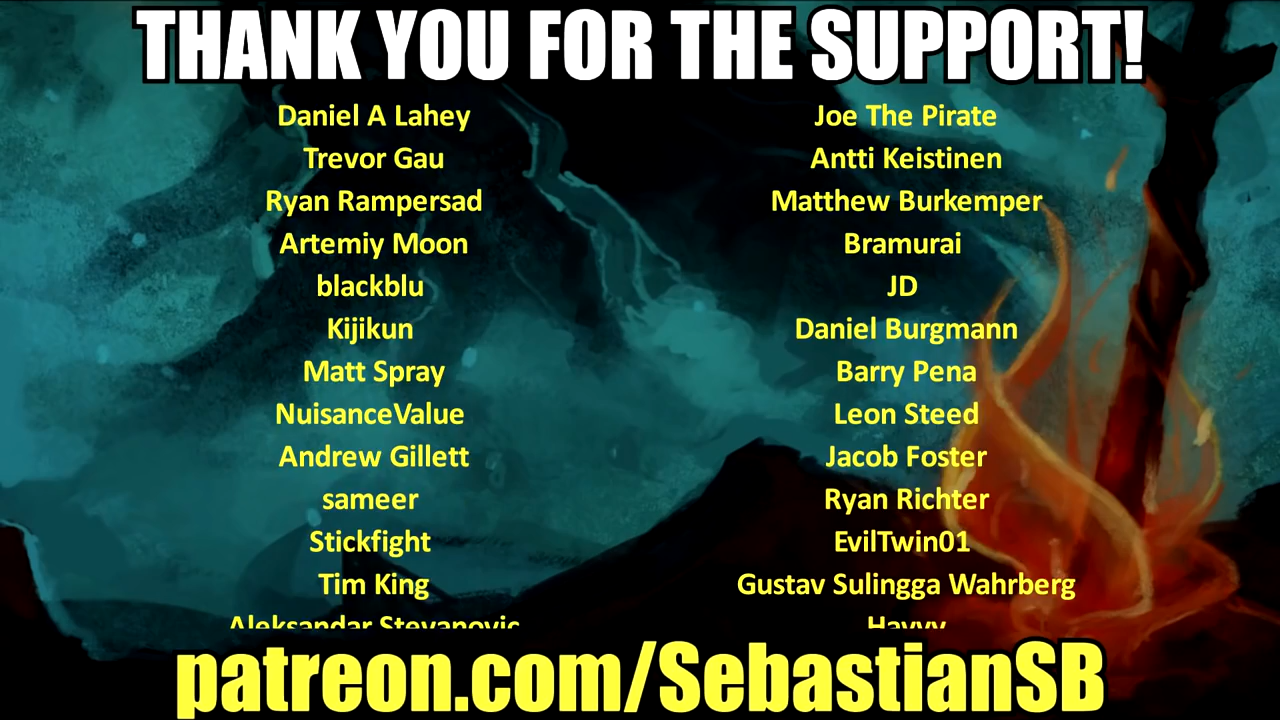 THANK YOU FOR THE SUPPORT!
Daniel A Lahey
Trevor Gau
Ryan Rampersad
Artemiy Moon
blackblu
Kijikun
Matt Spray
NuisanceValue
Andrew Gillett
sameer
Stickfight
Tim King
Aleksandar Stevanovic
Joe The Pirate
Antti Keistinen
Matthew Burkemper
Bramurai
JD
Daniel Burgmann
Barry Pena
Leon Steed
Jacob Foster
Ryan Richter
EvilTwin01
Gustav Sulingga Wahrberg
patreon.com/SebastianSB